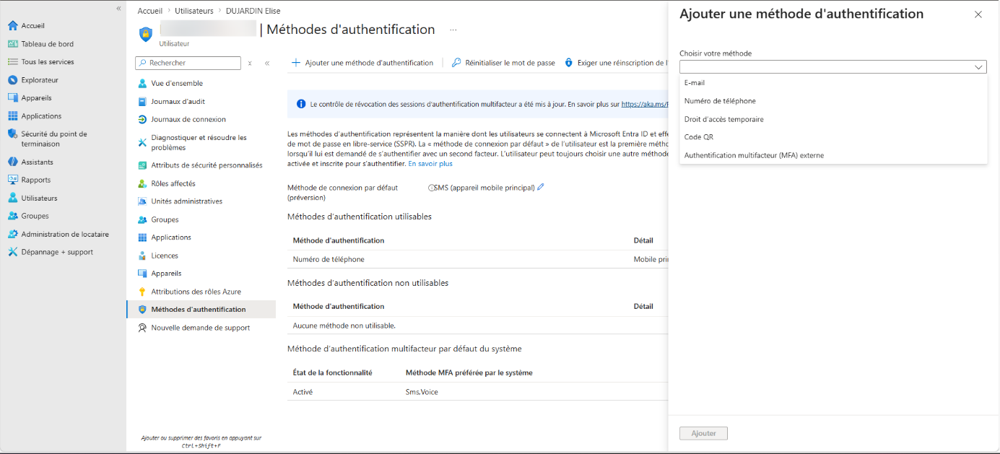 Accueil
Tableau de bord
Tous les services
Explorateur
Appareils
Applications
Sécurité du point de
terminaison
Assistants
Rapports
Utilisateurs
Groupes
Administration de locataire
Dépannage + support
Accueil > Utilisateurs > DUJARDIN Elise
| Méthodes d'authentification ...
Utilisateur
Rechercher
Vue d'ensemble
Journaux d'audit
Journaux de connexion
Diagnostiquer et résoudre les
problèmes
Attributs de sécurité personnalisés
Rôles affectés
Unités administratives
Groupes
Applications
Licences
Appareils
Attributions des rôles Azure
Méthodes d'authentification
Nouvelle demande de support
Ajouter ou supprimer des favoris en appuyant sur
Ctrl+Shift+F
Ajouter une méthode d'authentification
Réinitialiser le mot de passe
Exiger une réinscription de l'
Le contrôle de révocation des sessions d'authentification multifacteur a été mis à jour. En savoir plus sur https://aka.ms/
Les méthodes d'authentification représentent la manière dont les utilisateurs se connectent à Microsoft Entra ID et effe
de mot de passe en libre-service (SSPR). La « méthode de connexion par défaut » de l'utilisateur est la première méthod
lorsqu'il lui est demandé de s'authentifier avec un second facteur. L'utilisateur peut toujours choisir une autre méthode
activée et inscrite pour s'authentifier. En savoir plus
Méthode de connexion par défaut
(préversion)
SMS (appareil mobile principal)
Méthodes d'authentification utilisables
Méthode d'authentification Détail
Numéro de téléphone Mobile prin
Méthodes d'authentification non utilisables
Méthode d'authentification Détail
Aucune méthode non utilisable.
Méthode d'authentification multifacteur par défaut du système
État de la fonctionnalité Méthode MFA préférée par le système
Activé Sms,Voice
Ajouter une méthode d'authentification
Choisir votre méthode
E-mail
Numéro de téléphone
Droit d'accès temporaire
Code QR
Authentification multifacteur (MFA) externe
Ajouter